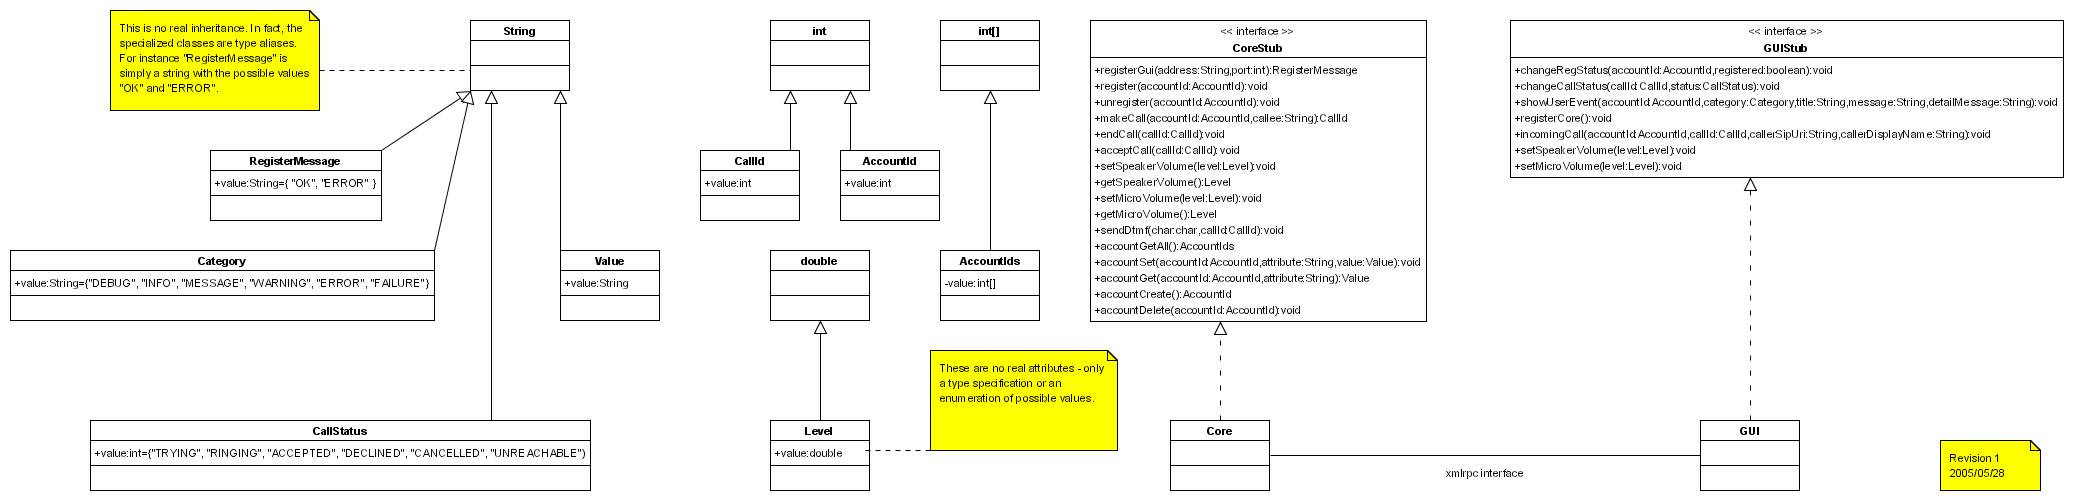 This is no real inheritance. In fact, the
specialized classes are type aliases.
For instance "RegisterMessage" is
simply a string with the possible values
"OK" and "ERROR".
String
RegisterMessage
+value:String={ "OK", "ERROR" }
Category
+value:String={"DEBUG", "INFO", "MESSAGE", "WARNING", "ERROR", "FAILURE"}
Value
+value:String
CallStatus
+value:int={"TRYING", "RINGING", "ACCEPTED", "DECLINED", "CANCELLED", "UNREACHABLE")
int
CallId
+value:int
AccountId
+value:int
int[]
AccountIds
-value:int[]
double
Level
+value:double
These are no real attributes - only
a type specification or an
enumeration of possible values.
<< interface >>
CoreStub
+registerGui(address:String,port:int):RegisterMessage
+register(accountId:AccountId):void
+unregister(accountId:AccountId):void
+makeCall(accountId:AccountId,callee:String):CallId
+endCall(callId:CallId):void
+acceptCall(callId:CallId):void
+setSpeakerVolume(level:Level):void
+getSpeakerVolume():Level
+setMicroVolume(level:Level):void
+getMicroVolume():Level
+sendDtmf(char:char,callId:CallId):void
+accountGetAll():AccountIds
+accountSet(accountId:AccountId,attribute:String,value:Value):void
+accountGet(accountId:AccountId,attribute:String):Value
+accountCreate():AccountId
+accountDelete(accountId:AccountId):void
<< interface >>
GUIStub
+changeRegStatus(accountId:AccountId,registered:boolean):void
+changeCallStatus(callId:CallId,status:CallStatus):void
+showUserEvent(accountId:AccountId,category:Category,title:String,message:String,detailMessage:String):void
+registerCore():void
+incomingCall(accountId:AccountId,callId:CallId,callerSipUri:String,callerDisplayName:String):void
+setSpeakerVolume(level:Level):void
+setMicroVolume(level:Level):void
Core
xmlrpc interface
GUI
Revision 1
2005/05/28